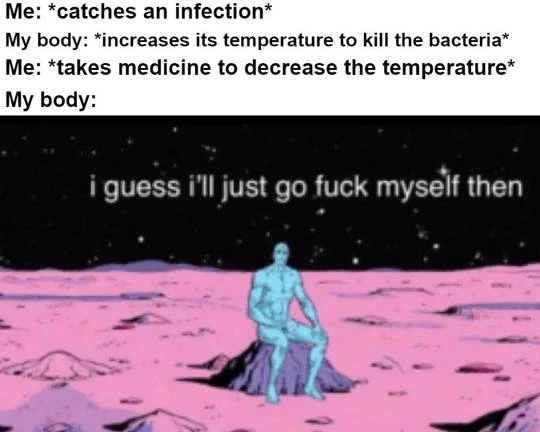 Me: *catches an infection*
My body: *increases its temperature to kill the bacteria*
Me: *takes medicine to decrease the temperature*
My body:
i guess i'll just go fuck myself then